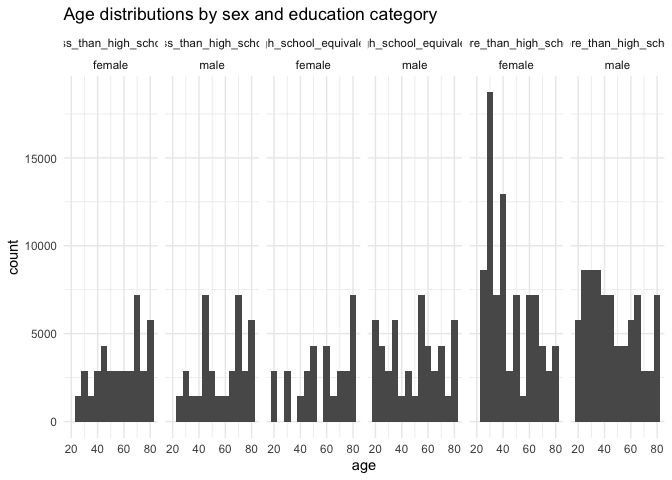 Age distributions by sex and education category
ss_than_high_scho ss_than_high_scho gh_school_equivale gh_school_equivale re_than_high_sch re_than_high_sch
female male female male female male
15000
10000
5000
0
count
20 40 60 80 20 40 60 80 20 40 60 80 20 40 60 80 20 40 60 80 20 40 60 80
age